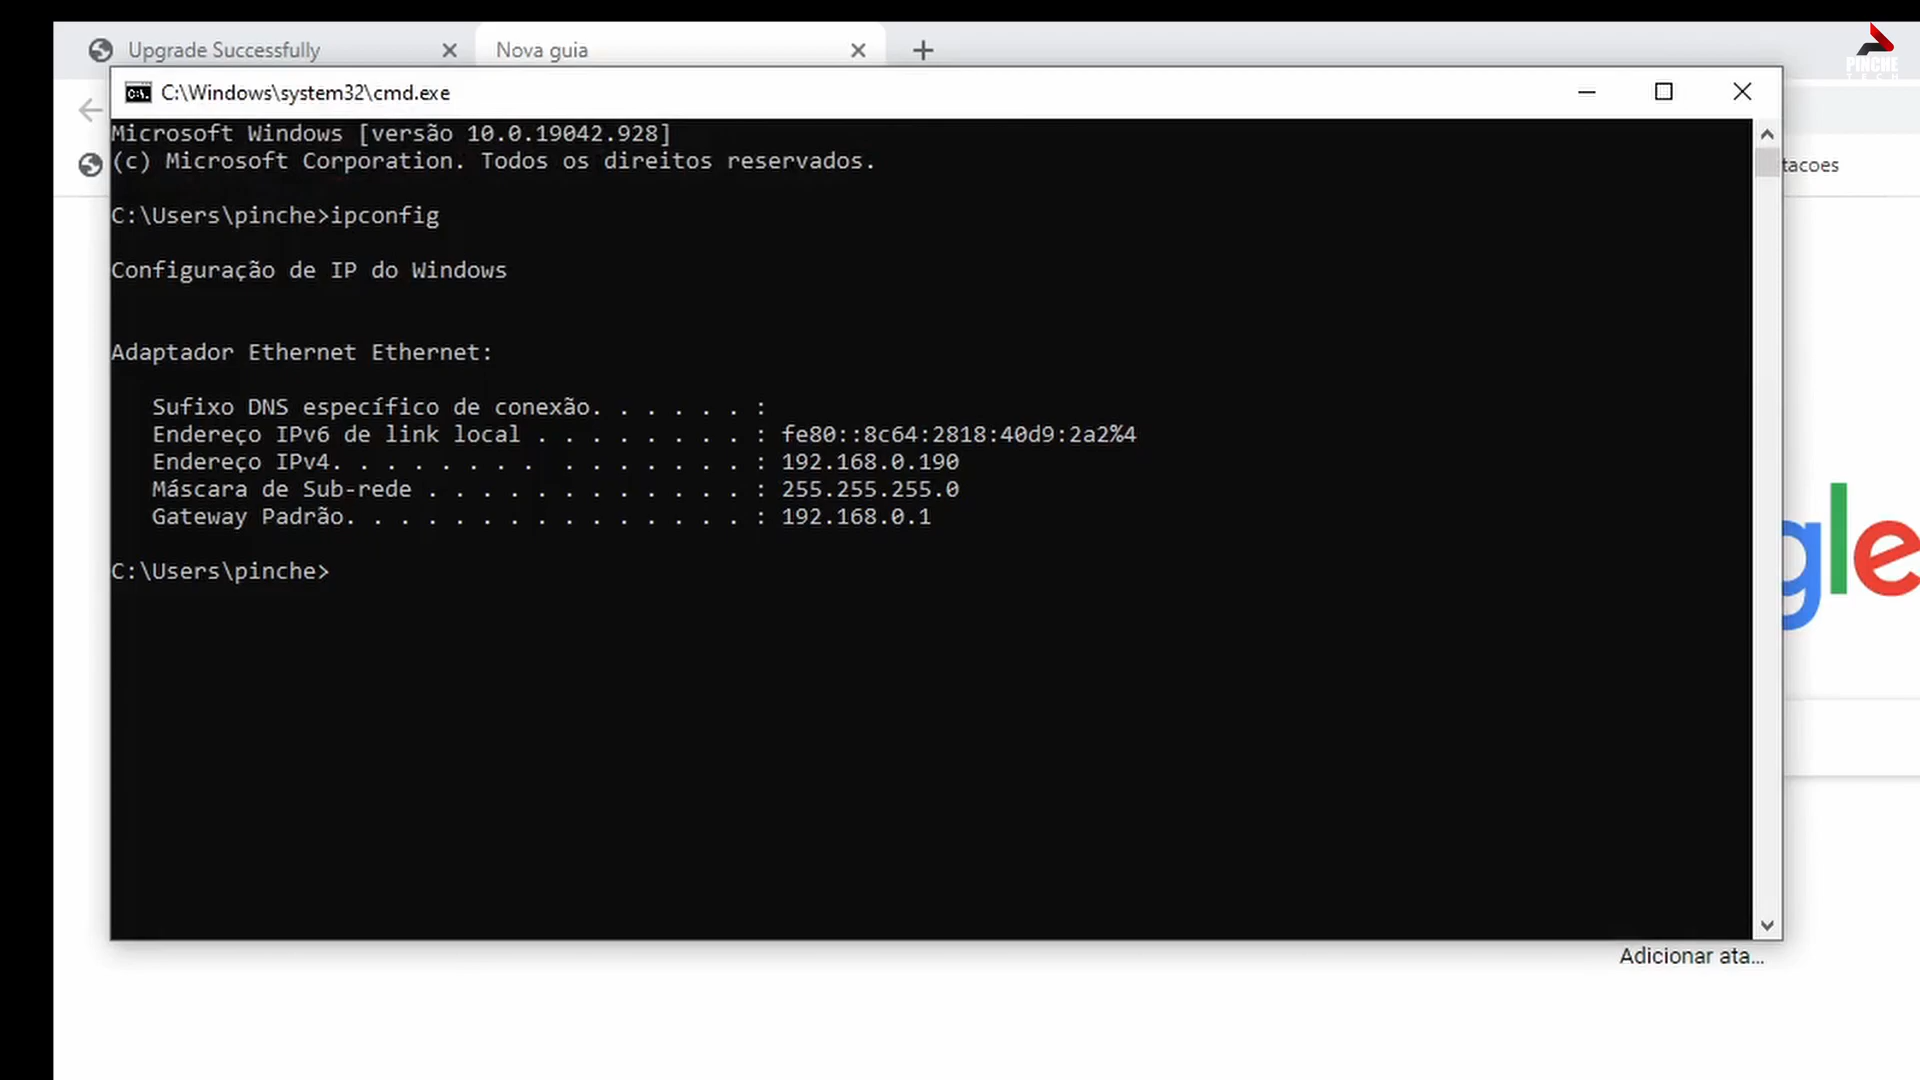 Upgrade Successfully
Nova guia
PINCHE
TECH
C:\Windows\system32\cmd.exe
Microsoft Windows [versão 10.0.19042.928]
(c) Microsoft Corporation. Todos os direitos reservados.
tacoes
C:\Users\pinche>ipconfig
Configuração de IP do Windows
Adaptador Ethernet Ethernet:
Sufixo DNS específico de conexão. . . . . . :
Endereço IPv6 de link local . . . . . . . . : fe80::8c64:2818:40d9:2a2%4
Endereço IPv4. . . . . . . .  . . . . . . . : 192.168.0.190
Máscara de Sub-rede . . . . . . . . . . . . : 255.255.255.0
Gateway Padrão. . . . . . . . . . . . . . . : 192.168.0.1
gle
C:\Users\pinche>
Adicionar ata...